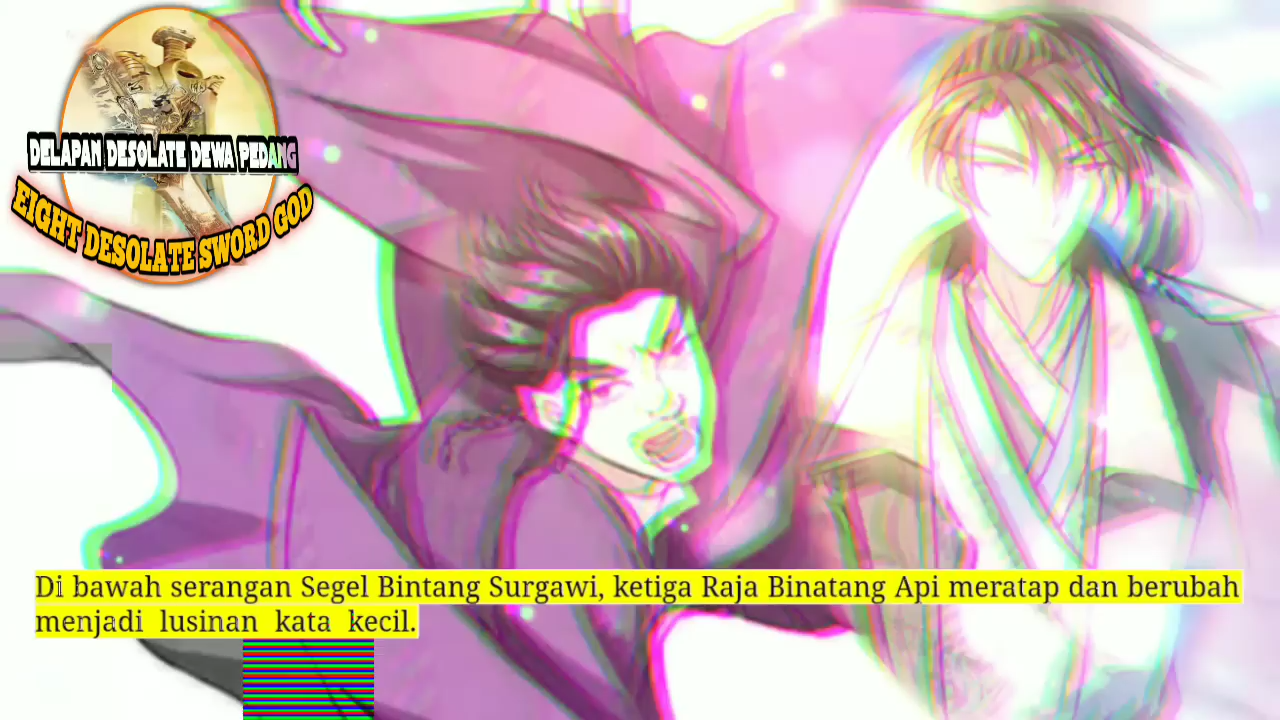 DELAPAN DESOLATE DEWA PEDANG
EIGHT DESOLATE SWORD GOD
Di bawah serangan Segel Bintang Surgawi, ketiga Raja Binatang Api meratap dan berubah
menjadi lusinan kata kecil.